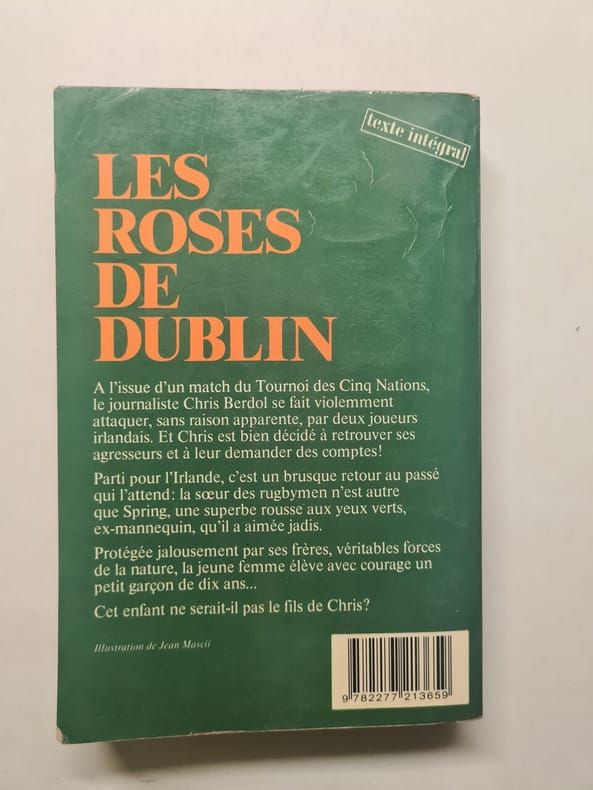 texte intégral
LES
ROSES
DE
DUBLIN
A l'issue d'un match du Tournoi des Cinq Nations,
le journaliste Chris Berdol se fait violemment
attaquer, sans raison apparente, par deux joueurs
irlandais. Et Chris est bien décidé à retrouver ses
agresseurs et à leur demander des comptes!
Parti pour l'Irlande, c'est un brusque retour au passé
qui l'attend: la sœur des rugbymen n'est autre
que Spring, une superbe rousse aux yeux verts,
ex-mannequin, qu'il a aimée jadis.
Protégée jalousement par ses frères, véritables forces
de la nature, la jeune femme élève avec courage un
petit garçon de dix ans...
Cet enfant ne serait-il pas le fils de Chris?
Illustration de Jean Mascii
9 782277 213659